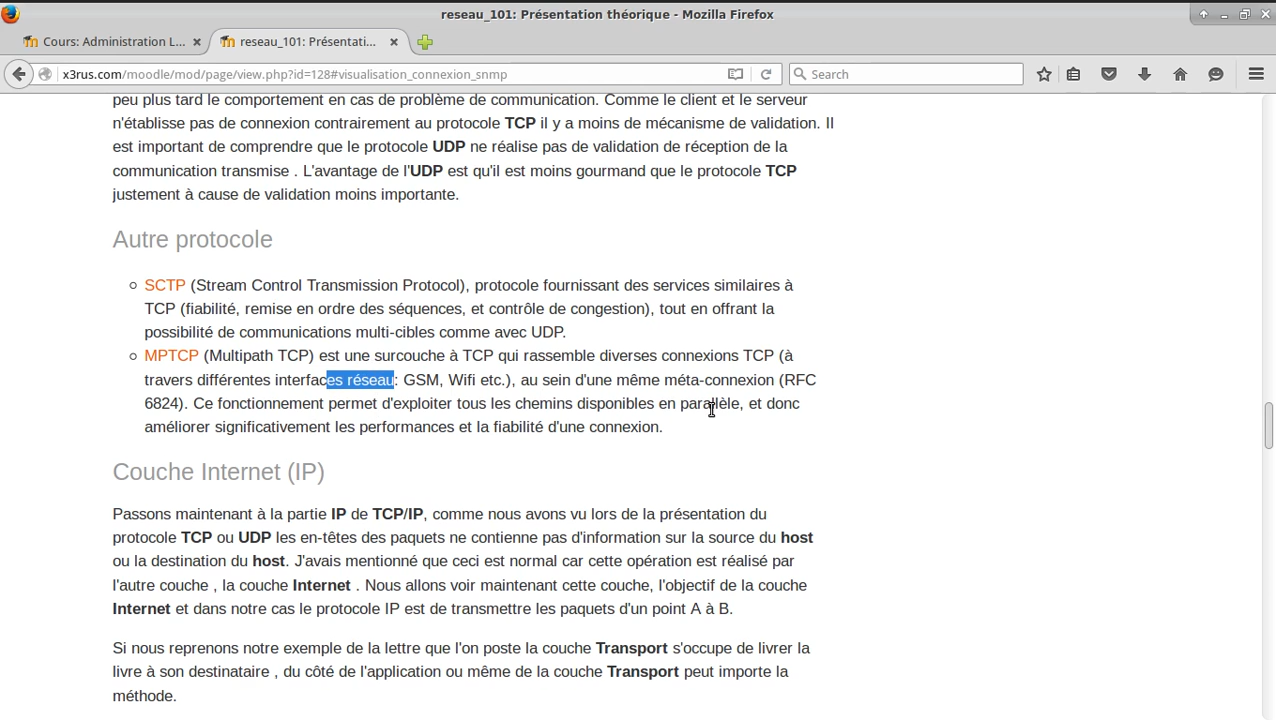 reseau_101: Présentation théorique - Mozilla Firefox
Cours: Administration L...
reseau_101: Présentati...
x3rus.com/moodle/mod/page/view.php?id=128#visualisation_connexion_snmp
Search
peu plus tard le comportement en cas de problème de communication. Comme le client et le serveur
n'établisse pas de connexion contrairement au protocole TCP il y a moins de mécanisme de validation. Il
est important de comprendre que le protocole UDP ne réalise pas de validation de réception de la
communication transmise . L'avantage de l'UDP est qu'il est moins gourmand que le protocole TCP
justement à cause de validation moins importante.
Autre protocole
SCTP (Stream Control Transmission Protocol), protocole fournissant des services similaires à
TCP (fiabilité, remise en ordre des séquences, et contrôle de congestion), tout en offrant la
possibilité de communications multi-cibles comme avec UDP.
MPTCP (Multipath TCP) est une surcouche à TCP qui rassemble diverses connexions TCP (à
travers différentes interfaces réseau: GSM, Wifi etc.), au sein d'une même méta-connexion (RFC
6824). Ce fonctionnement permet d'exploiter tous les chemins disponibles en parallèle, et donc
améliorer significativement les performances et la fiabilité d'une connexion.
Couche Internet (IP)
Passons maintenant à la partie IP de TCP/IP, comme nous avons vu lors de la présentation du
protocole TCP ou UDP les en-têtes des paquets ne contienne pas d'information sur la source du host
ou la destination du host. J'avais mentionné que ceci est normal car cette opération est réalisé par
l'autre couche , la couche Internet . Nous allons voir maintenant cette couche, l'objectif de la couche
Internet et dans notre cas le protocole IP est de transmettre les paquets d'un point A à B.
Si nous reprenons notre exemple de la lettre que l'on poste la couche Transport s'occupe de livrer la
livre à son destinataire , du côté de l'application ou même de la couche Transport peut importe la
méthode.